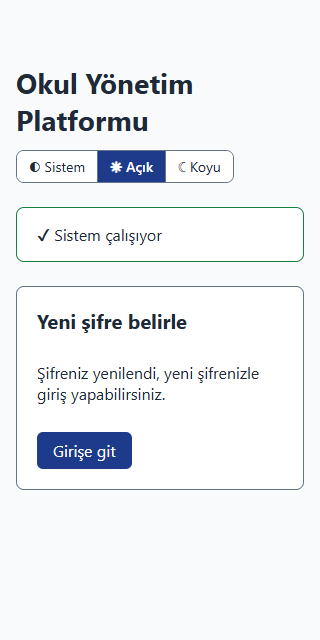 Okul Yönetim
Platformu
◐ Sistem ☀ Açık ☾ Koyu
✓ Sistem çalışıyor
Yeni şifre belirle
Şifreniz yenilendi, yeni şifrenizle
giriş yapabilirsiniz.
Girişe git